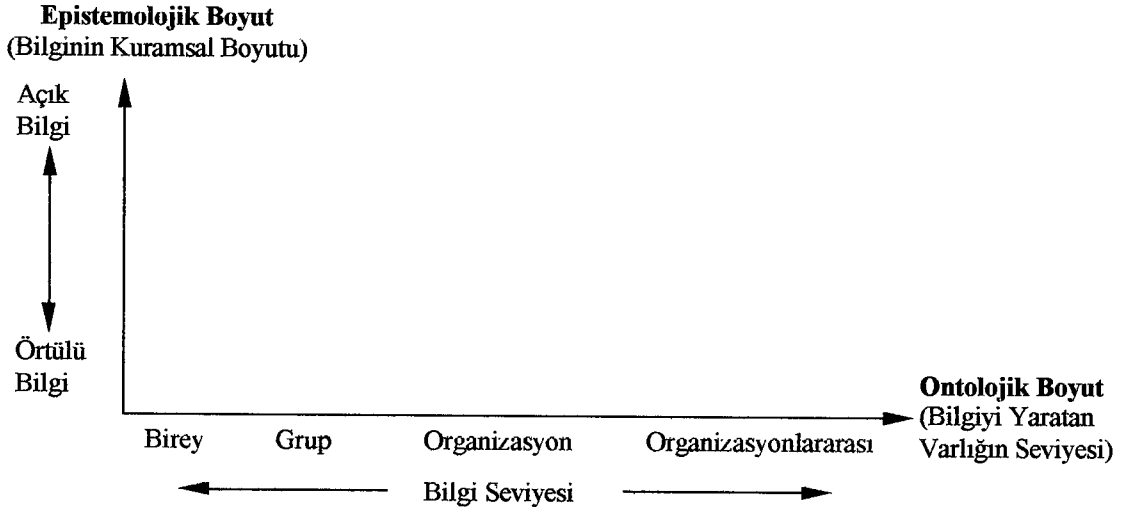 Epistemolojik Boyut
(Bilginin Kuramsal Boyutu)
Açık
Bilgi
Örtülü
Bilgi
Ontolojik Boyut
(Bilgiyi Yaratan
Varlığın Seviyesi)
Birey
Grup
Organizasyon
Organizasyonlararası
Bilgi Seviyesi